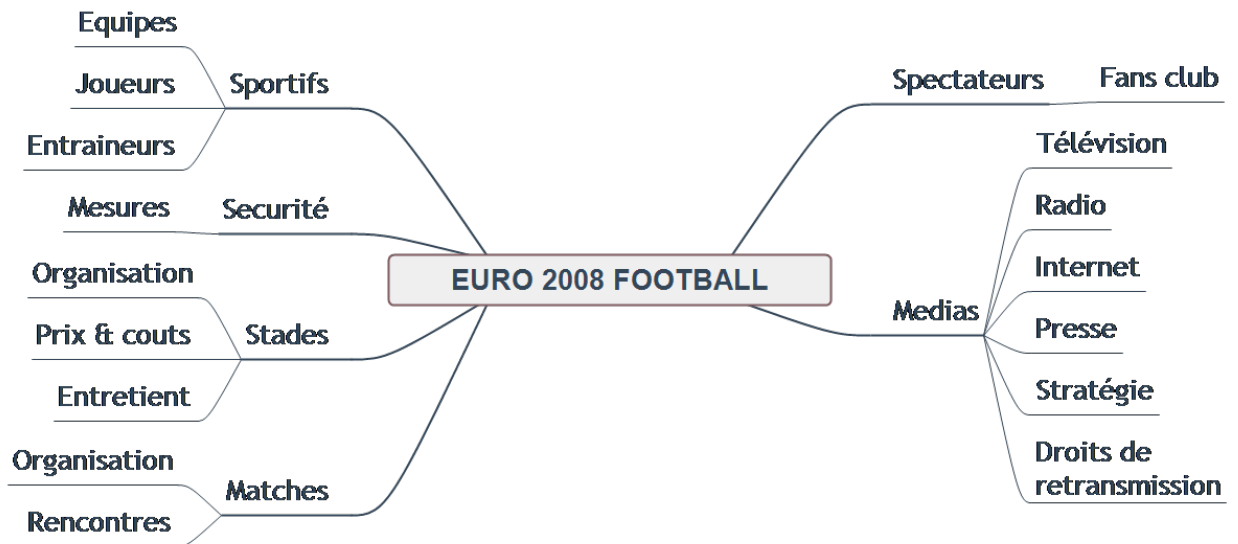 Equipes
Joueurs
Entraineurs
Sportifs
Mesures
Securité
Organisation
Prix & couts
Entretient
Stades
Organisation
Rencontres
Matches
EURO 2008 FOOTBALL
Spectateurs
Fans club
Medias
Télévision
Radio
Internet
Presse
Stratégie
Droits de
retransmission